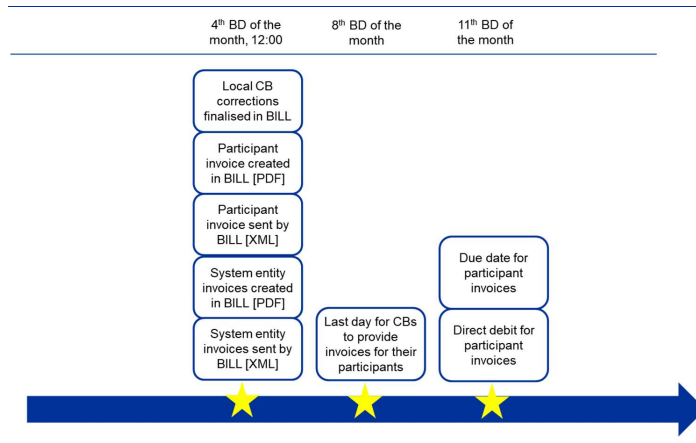 4th BD of the
month, 12:00
8th BD of the
month
11th BD of
the month
Local CB
corrections
finalised in BILL
Participant
invoice created
in BILL [PDF]
Participant
invoice sent by
BILL [XML]
System entity
invoices created
in BILL [PDF]
System entity
invoices sent by
BILL [XML]
Last day for CBs
to provide
invoices for their
participants
Due date for
participant
invoices
Direct debit for
participant
invoices